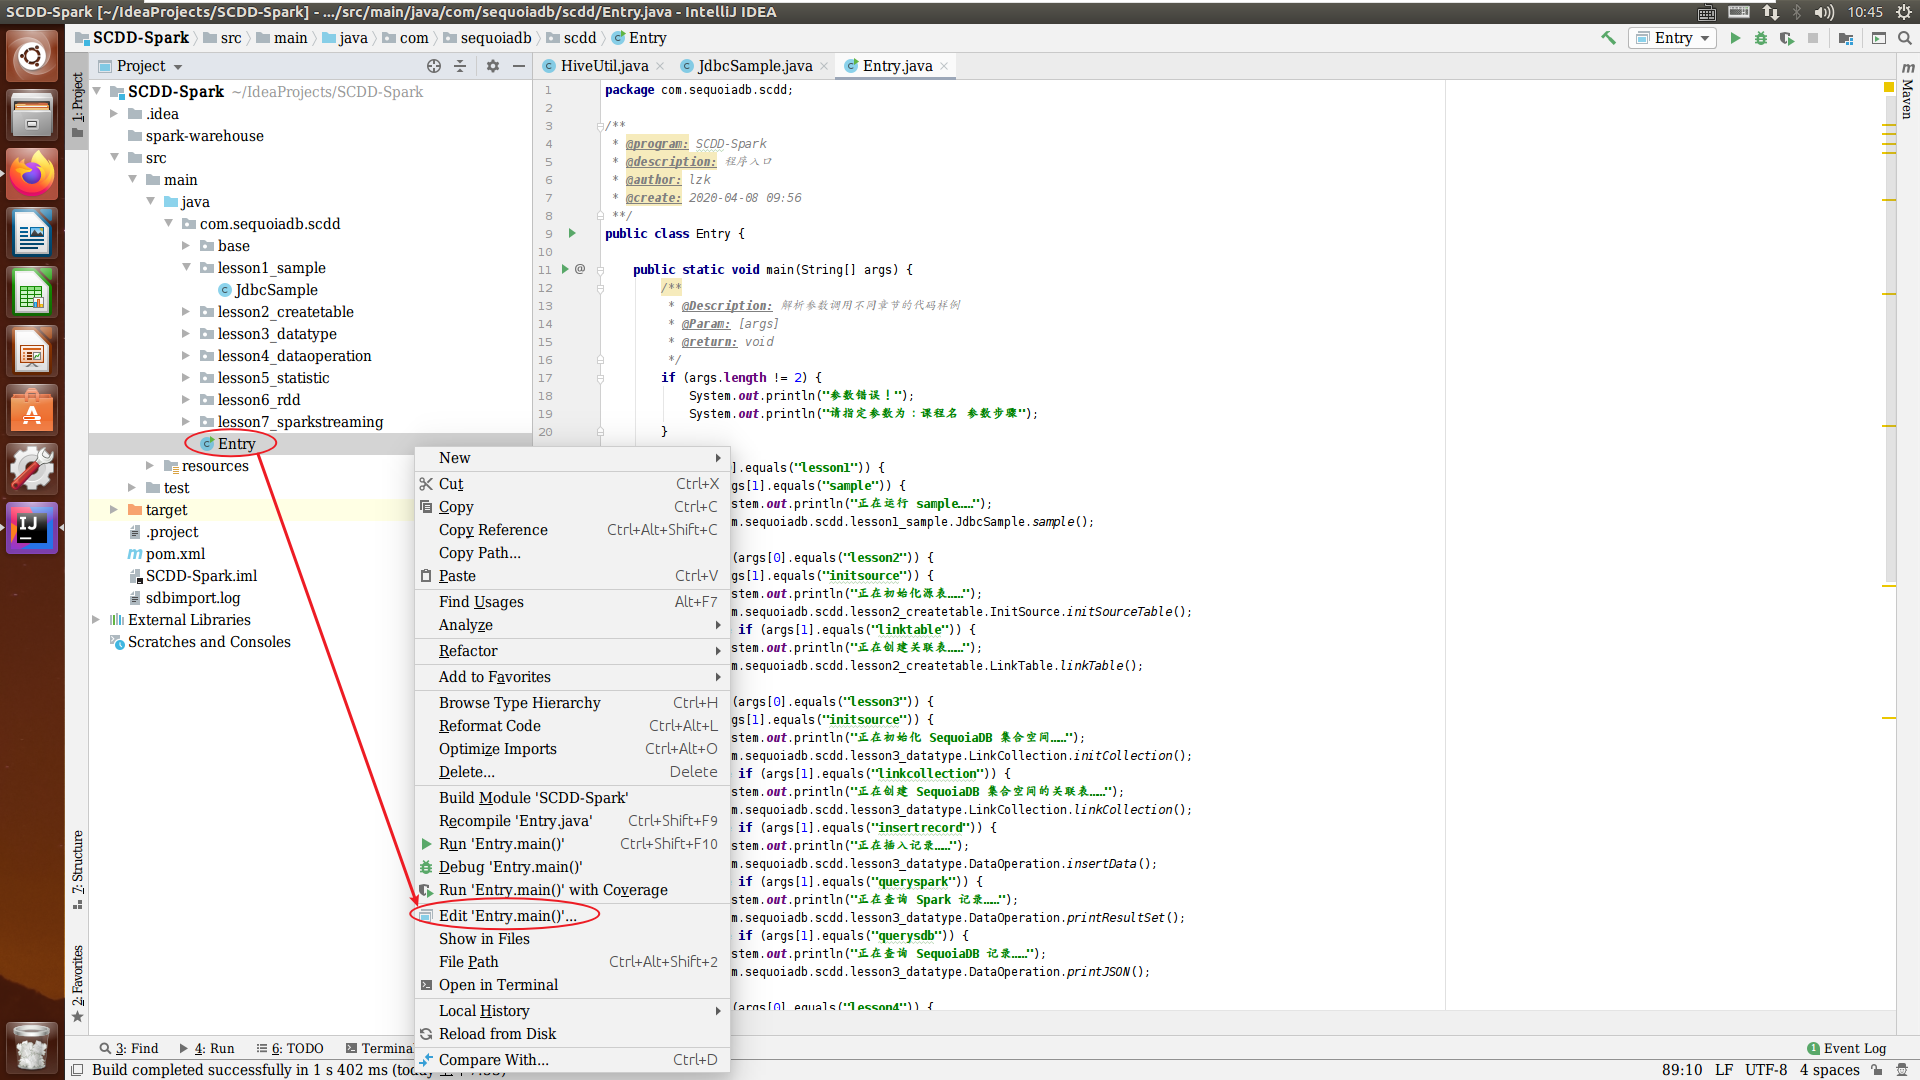 SCDD-Spark [~/IdeaProjects/SCDD-Spark] - .../src/main/java/com/sequoiadb/scdd/Entry.java - IntelliJ IDEA
10:45
SCDD-Spark
src
main
java
com
sequoiadb
scdd
Entry
Entry
Project
HiveUtil.java
JdbcSample.java
Entry.java
1: Project
7: Structure
2: Favorites
Maven
SCDD-Spark ~/IdeaProjects/SCDD-Spark
.idea
spark-warehouse
src
main
java
com.sequoiadb.scdd
base
lesson1_sample
JdbcSample
lesson2_createtable
lesson3_datatype
lesson4_dataoperation
lesson5_statistic
lesson6_rdd
lesson7_sparkstreaming
Entry
resources
test
target
.project
pom.xml
SCDD-Spark.iml
sdbimport.log
External Libraries
Scratches and Consoles
1 package com.sequoiadb.scdd;
2
3 /**
4 * @program: SCDD-Spark
5 * @description: 程序入口
6 * @author: lzk
7 * @create: 2020-04-08 09:56
8 **/
9 public class Entry {
10
11 @ public static void main(String[] args) {
12 /**
13 * @Description: 解析参数调用不同章节的代码样例
14 * @Param: [args]
15 * @return: void
16 */
17 if (args.length != 2) {
18 System.out.println("参数错误！");
19 System.out.println("请指定参数为：课程名 参数步骤");
20 }
].equals("lesson1")) {
gs[1].equals("sample")) {
stem.out.println("正在运行 sample……");
m.sequoiadb.scdd.lesson1_sample.JdbcSample.sample();
(args[0].equals("lesson2")) {
gs[1].equals("initsource")) {
stem.out.println("正在初始化源表……");
m.sequoiadb.scdd.lesson2_createtable.InitSource.initSourceTable();
if (args[1].equals("linktable")) {
stem.out.println("正在创建关联表……");
m.sequoiadb.scdd.lesson2_createtable.LinkTable.linkTable();
(args[0].equals("lesson3")) {
gs[1].equals("initsource")) {
stem.out.println("正在初始化 SequoiaDB 集合空间……");
m.sequoiadb.scdd.lesson3_datatype.LinkCollection.initCollection();
if (args[1].equals("linkcollection")) {
stem.out.println("正在创建 SequoiaDB 集合空间的关联表……");
m.sequoiadb.scdd.lesson3_datatype.LinkCollection.linkCollection();
if (args[1].equals("insertrecord")) {
stem.out.println("正在插入记录……");
m.sequoiadb.scdd.lesson3_datatype.DataOperation.insertData();
if (args[1].equals("queryspark")) {
stem.out.println("正在查询 Spark 记录……");
m.sequoiadb.scdd.lesson3_datatype.DataOperation.printResultSet();
if (args[1].equals("querysdb")) {
stem.out.println("正在查询 SequoiaDB 记录……");
m.sequoiadb.scdd.lesson3_datatype.DataOperation.printJSON();
(args[0].equals("lesson4")) {
New
Cut Ctrl+X
Copy Ctrl+C
Copy Reference Ctrl+Alt+Shift+C
Copy Path...
Paste Ctrl+V
Find Usages Alt+F7
Analyze
Refactor
Add to Favorites
Browse Type Hierarchy Ctrl+H
Reformat Code Ctrl+Alt+L
Optimize Imports Ctrl+Alt+O
Delete... Delete
Build Module 'SCDD-Spark'
Recompile 'Entry.java' Ctrl+Shift+F9
Run 'Entry.main()' Ctrl+Shift+F10
Debug 'Entry.main()'
Run 'Entry.main()' with Coverage
Edit 'Entry.main()'...
Show in Files
File Path Ctrl+Alt+Shift+2
Open in Terminal
Local History
Reload from Disk
Compare With... Ctrl+D
3: Find
4: Run
6: TODO
Termina
1 Event Log
Build completed successfully in 1 s 402 ms (today
89:10 LF UTF-8 4 spaces